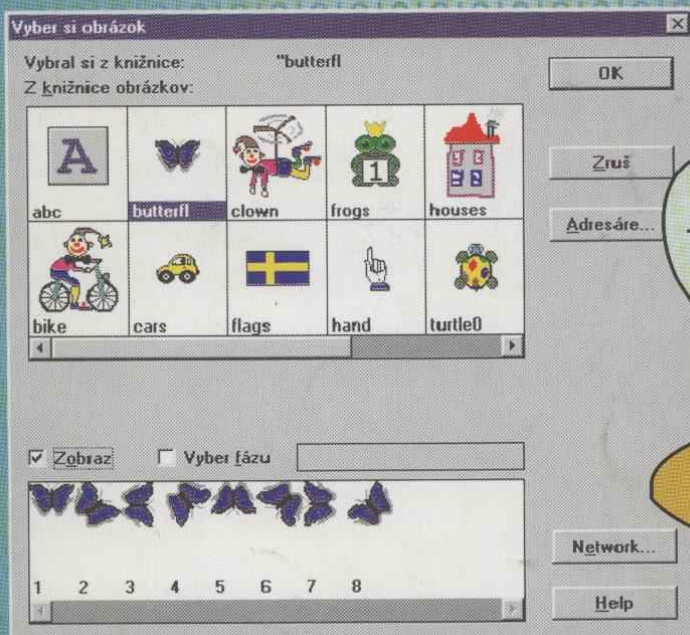 Vyber si obrázok
Vybral si z knižnice: "butterfl
Z knižnice obrázkov:
OK
Zruš
Adresáre...
A
1
abc butterfl clown frogs houses
bike cars flags hand turtle0
Zobraz Vyber fázu
1 2 3 4 5 6 7 8
Network...
Help